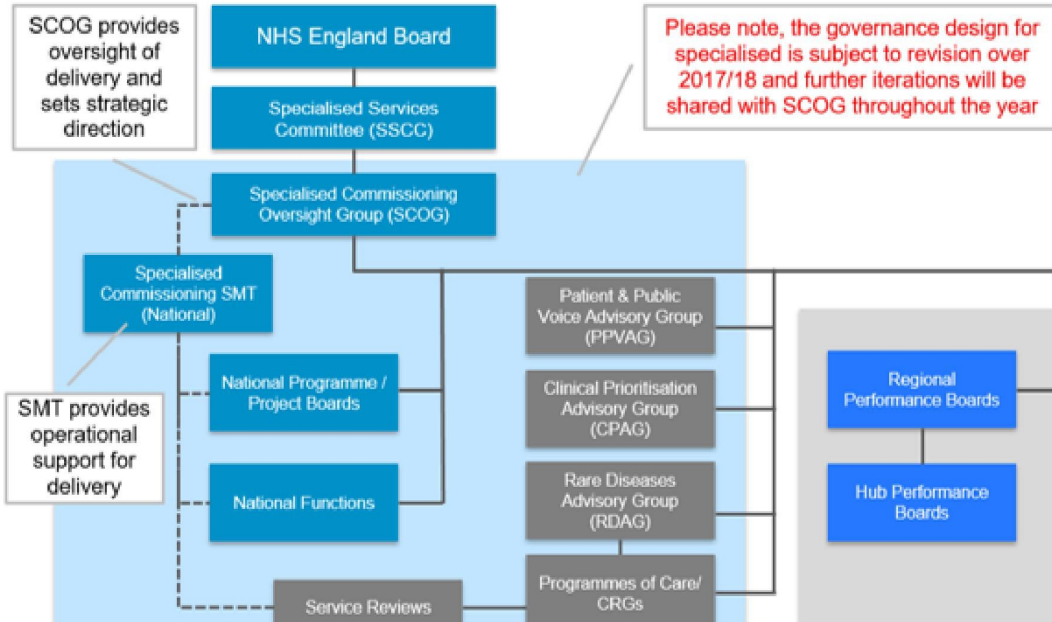 SCOG provides
oversight of
delivery and
sets strategic
direction
NHS England Board
Please note, the governance design for
specialised is subject to revision over
2017/18 and further iterations will be
shared with SCOG throughout the year
Specialised Services
Committee (SSCC)
Specialised Commissioning
Oversight Group (SCOG)
Specialised
Commissioning SMT
(National)
Patient & Public
Voice Advisory Group
(PPVAG)
National Programme /
Project Boards
Clinical Prioritisation
Advisory Group
(CPAG)
Regional
Performance Boards
SMT provides
operational
support for
delivery
National Functions
Rare Diseases
Advisory Group
(RDAG)
Hub Performance
Boards
Service Reviews
Programmes of Care/
CRGs